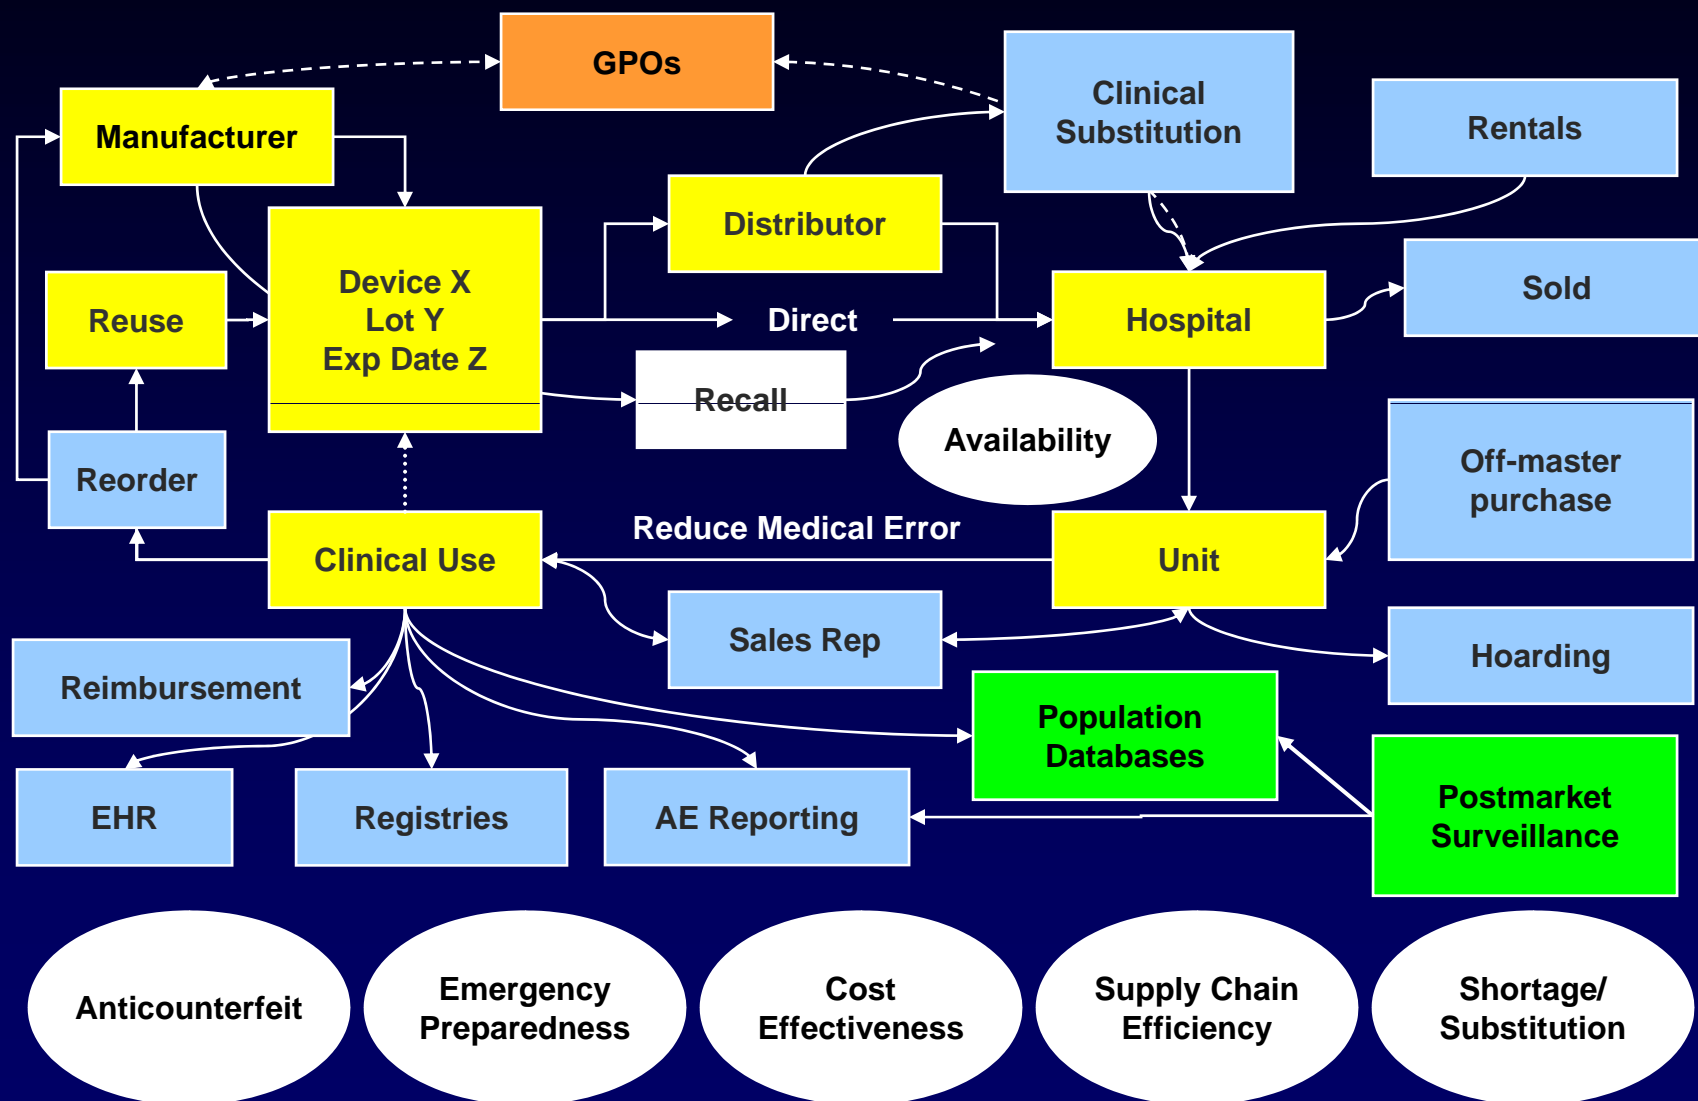 GPOs
Clinical
Substitution
Rentals
Manufacturer
Distributor
Device X
Lot Y
Exp Date Z
Reuse
Direct
Hospital
Sold
Recall
Availability
Reorder
Off-master
purchase
Reduce Medical Error
Clinical Use
Unit
Sales Rep
Hoarding
Reimbursement
Population
Databases
EHR
Registries
AE Reporting
Postmarket
Surveillance
Anticounterfeit
Emergency
Preparedness
Cost
Effectiveness
Supply Chain
Efficiency
Shortage/
Substitution